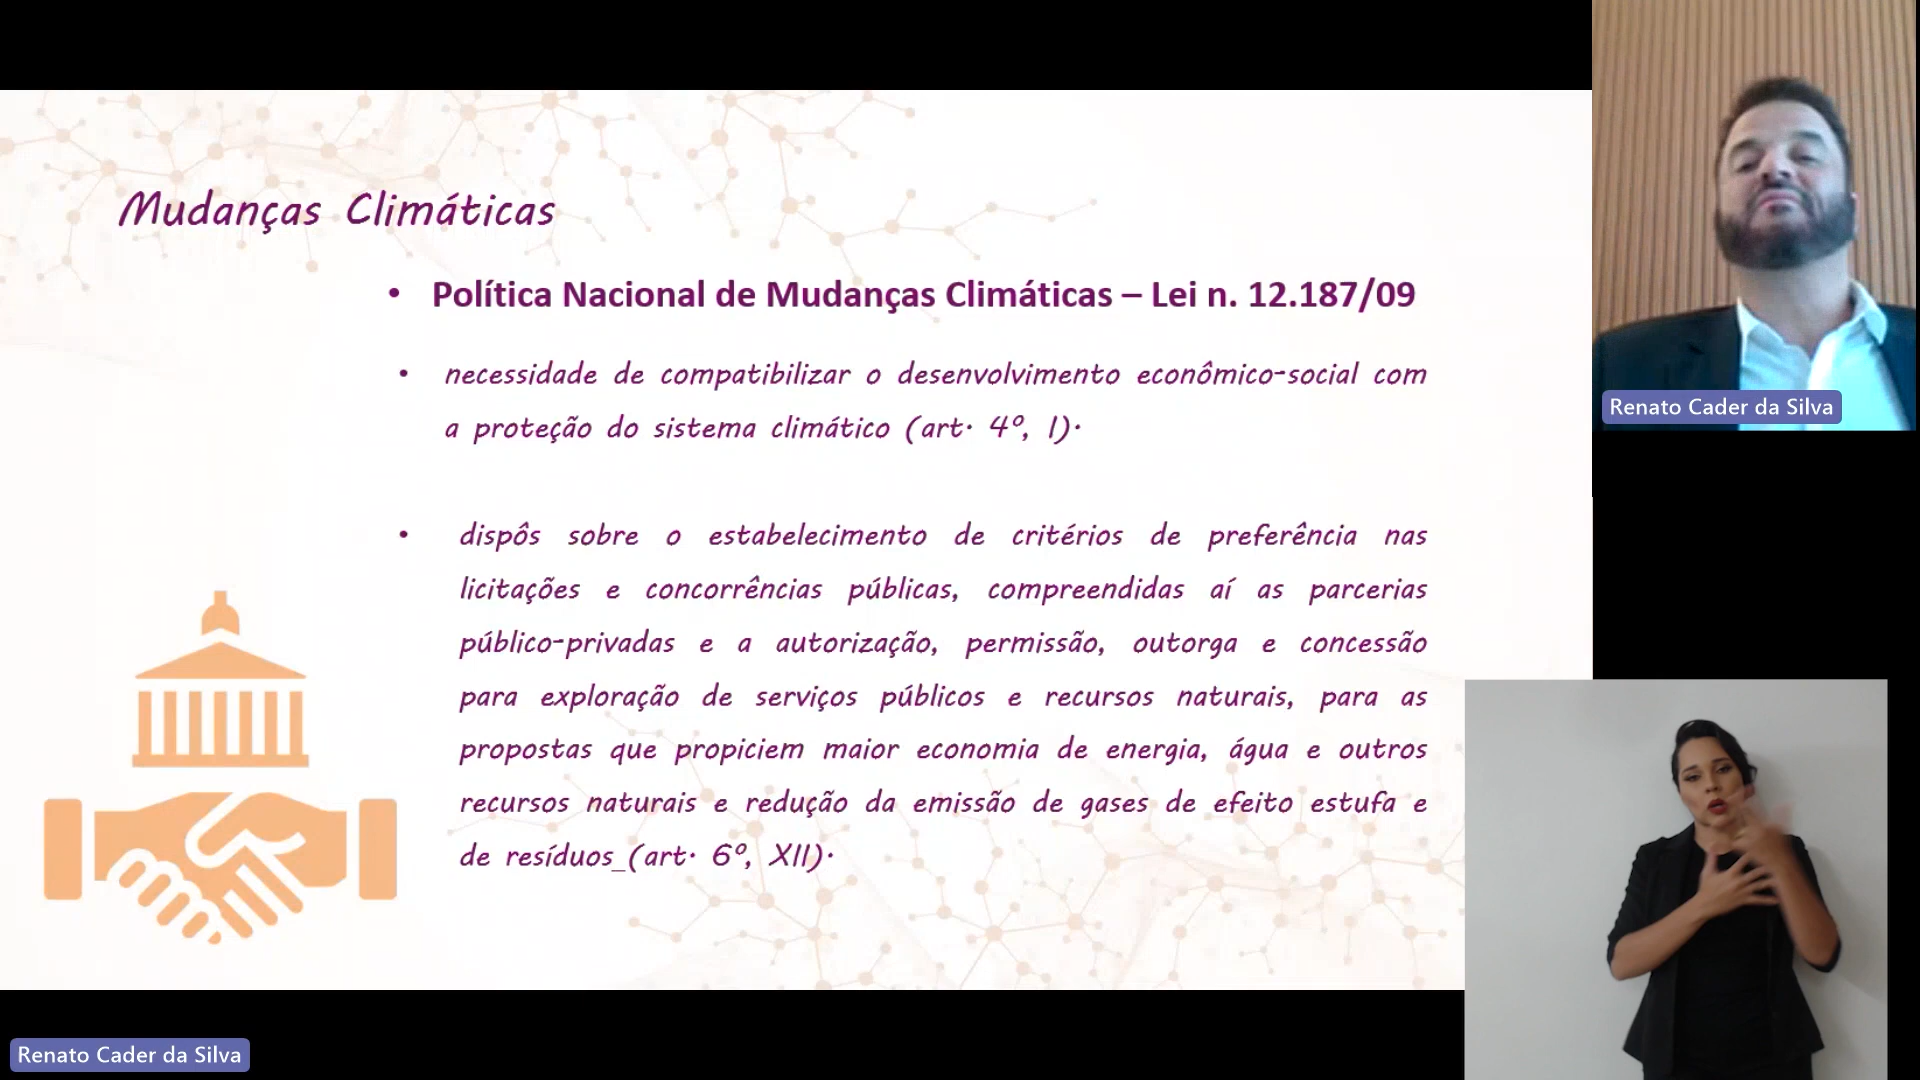 Mudanças Climáticas
• Política Nacional de Mudanças Climáticas – Lei n. 12.187/09
• necessidade de compatibilizar o desenvolvimento econômico-social com
a proteção do sistema climático (art. 4º, I).
• dispôs sobre o estabelecimento de critérios de preferência nas
licitações e concorrências públicas, compreendidas aí as parcerias
público-privadas e a autorização, permissão, outorga e concessão
para exploração de serviços públicos e recursos naturais, para as
propostas que propiciem maior economia de energia, água e outros
recursos naturais e redução da emissão de gases de efeito estufa e
de resíduos_(art. 6º, XII).
Renato Cader da Silva
Renato Cader da Silva